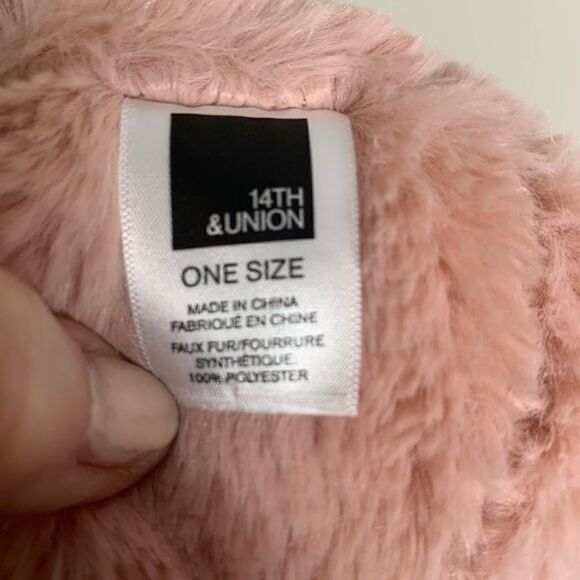 14TH
&UNION
ONE SIZE
MADE IN CHINA
FABRIQUÉ EN CHINE
FAUX FUR/FOURRURE
SYNTHÉTIQUE:
100% POLYESTER